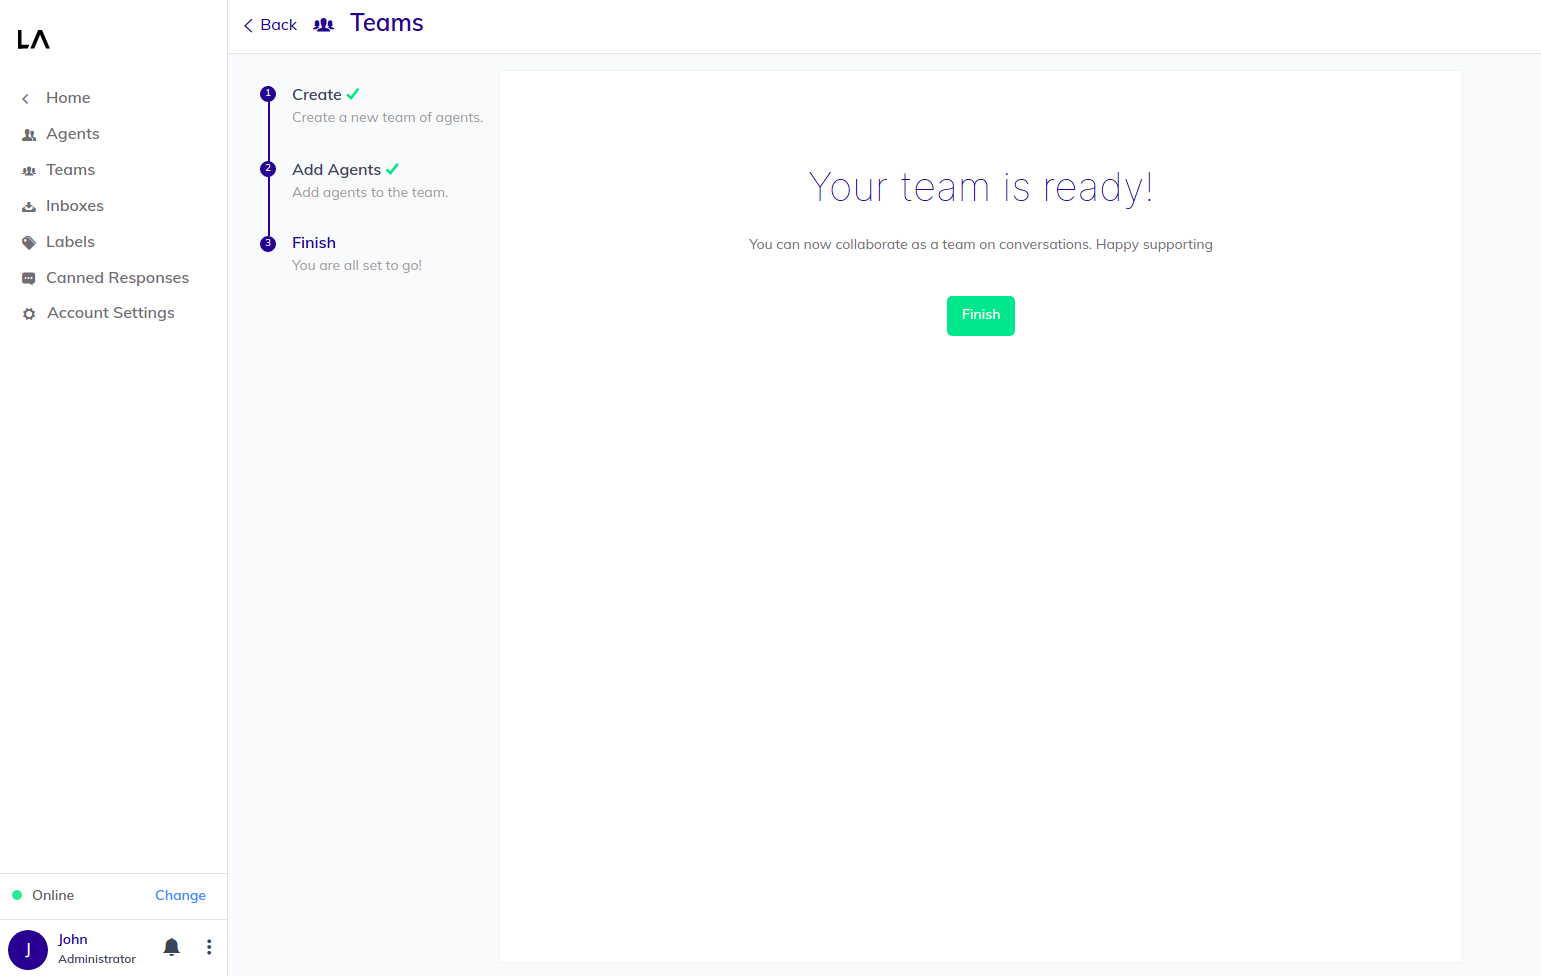 LA
Home
Agents
Teams
Inboxes
Labels
Canned Responses
Account Settings
Online Change
J
John
Administrator
Back Teams
1 Create
Create a new team of agents.
2 Add Agents
Add agents to the team.
3 Finish
You are all set to go!
Your team is ready!
You can now collaborate as a team on conversations. Happy supporting
Finish